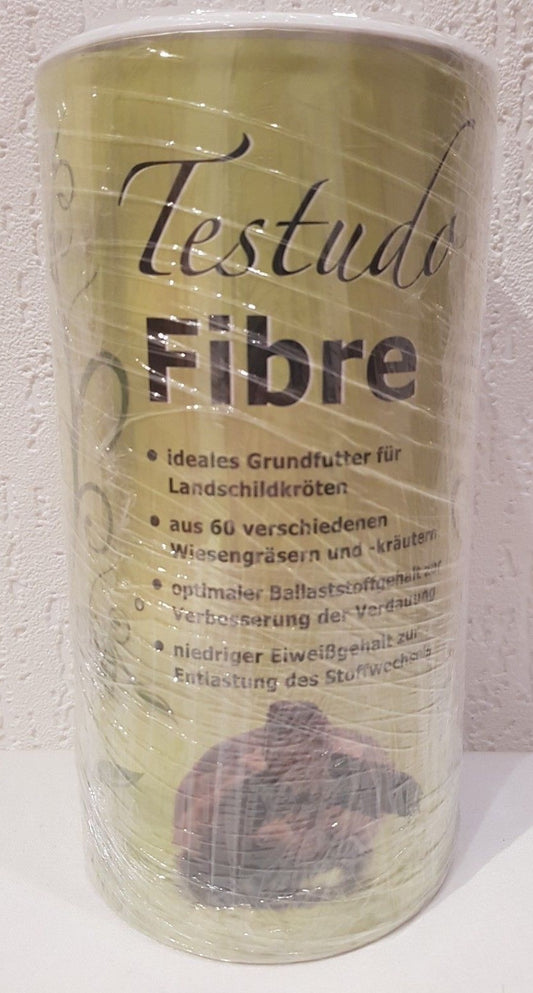 Testudo
Fibre
• ideales Grundfutter für
Landschildkröten
• aus 60 verschiedenen
Wiesengräsern und -kräutern
• optimaler Ballaststoffgehalt zur
Verbesserung der Verdauung
• niedriger Eiweißgehalt zur
Entlastung des Stoffwechsels